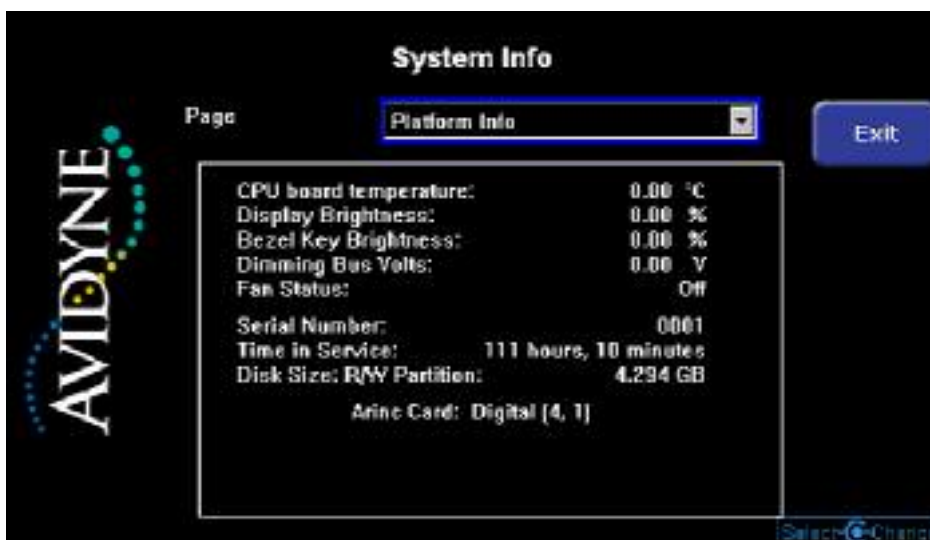 System Info
Page Platform Info
Exit
AVIDYNE
CPU board temperature: 0.00 °C
Display Brightness: 0.00 %
Bezel Key Brightness: 0.00 %
Dimming Bus Volts: 0.00 V
Fan Status: Off
Serial Number: 0001
Time in Service: 111 hours, 10 minutes
Disk Size: R/W Partition: 4.294 GB
Arinc Card: Digital (4, 1)
Select